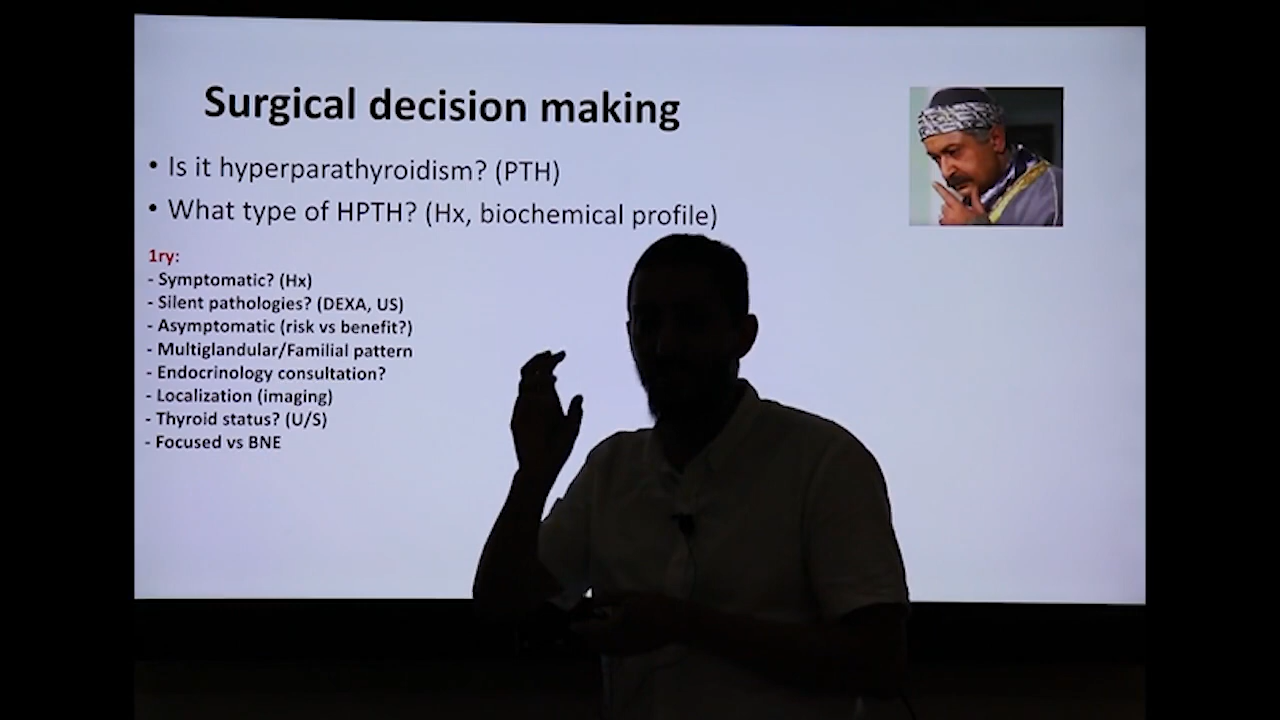 Surgical decision making
• Is it hyperparathyroidism? (PTH)
• What type of HPTH? (Hx, biochemical profile)
1ry:
- Symptomatic? (Hx)
- Silent pathologies? (DEXA, US)
- Asymptomatic (risk vs benefit?)
- Multiglandular/Familial pattern
- Endocrinology consultation?
- Localization (imaging)
- Thyroid status? (U/S)
- Focused vs BNE